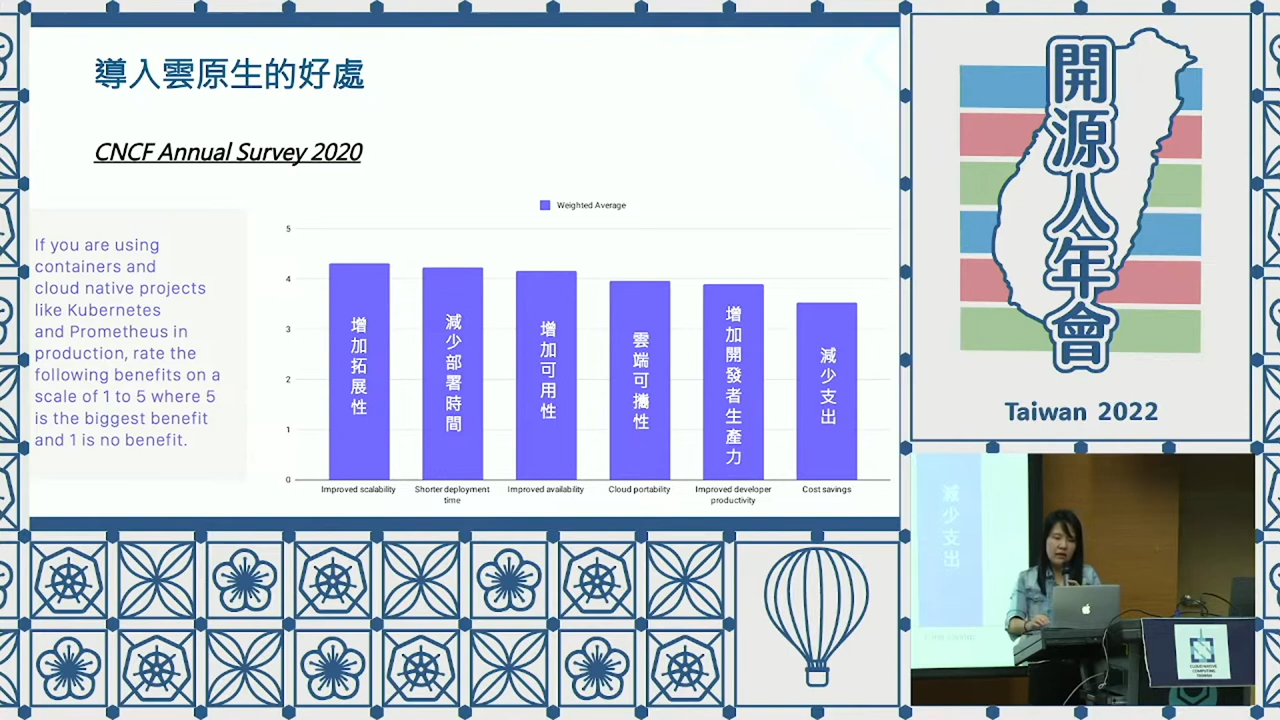 導入雲原生的好處
CNCF Annual Survey 2020
If you are using
containers and
cloud native projects
like Kubernetes
and Prometheus in
production, rate the
following benefits on a
scale of 1 to 5 where 5
is the biggest benefit
and 1 is no benefit.
Weighted Average
5
4
3
2
1
0
增加拓展性
減少部署時間
增加可用性
雲端可攜性
增加開發者生產力
減少支出
Improved scalability
Shorter deployment
time
Improved availability
Cloud portability
Improved developer
productivity
Cost savings
開源人年會
Taiwan 2022
減少支出
CLOUD NATIVE
COMPUTING
TAIWAN